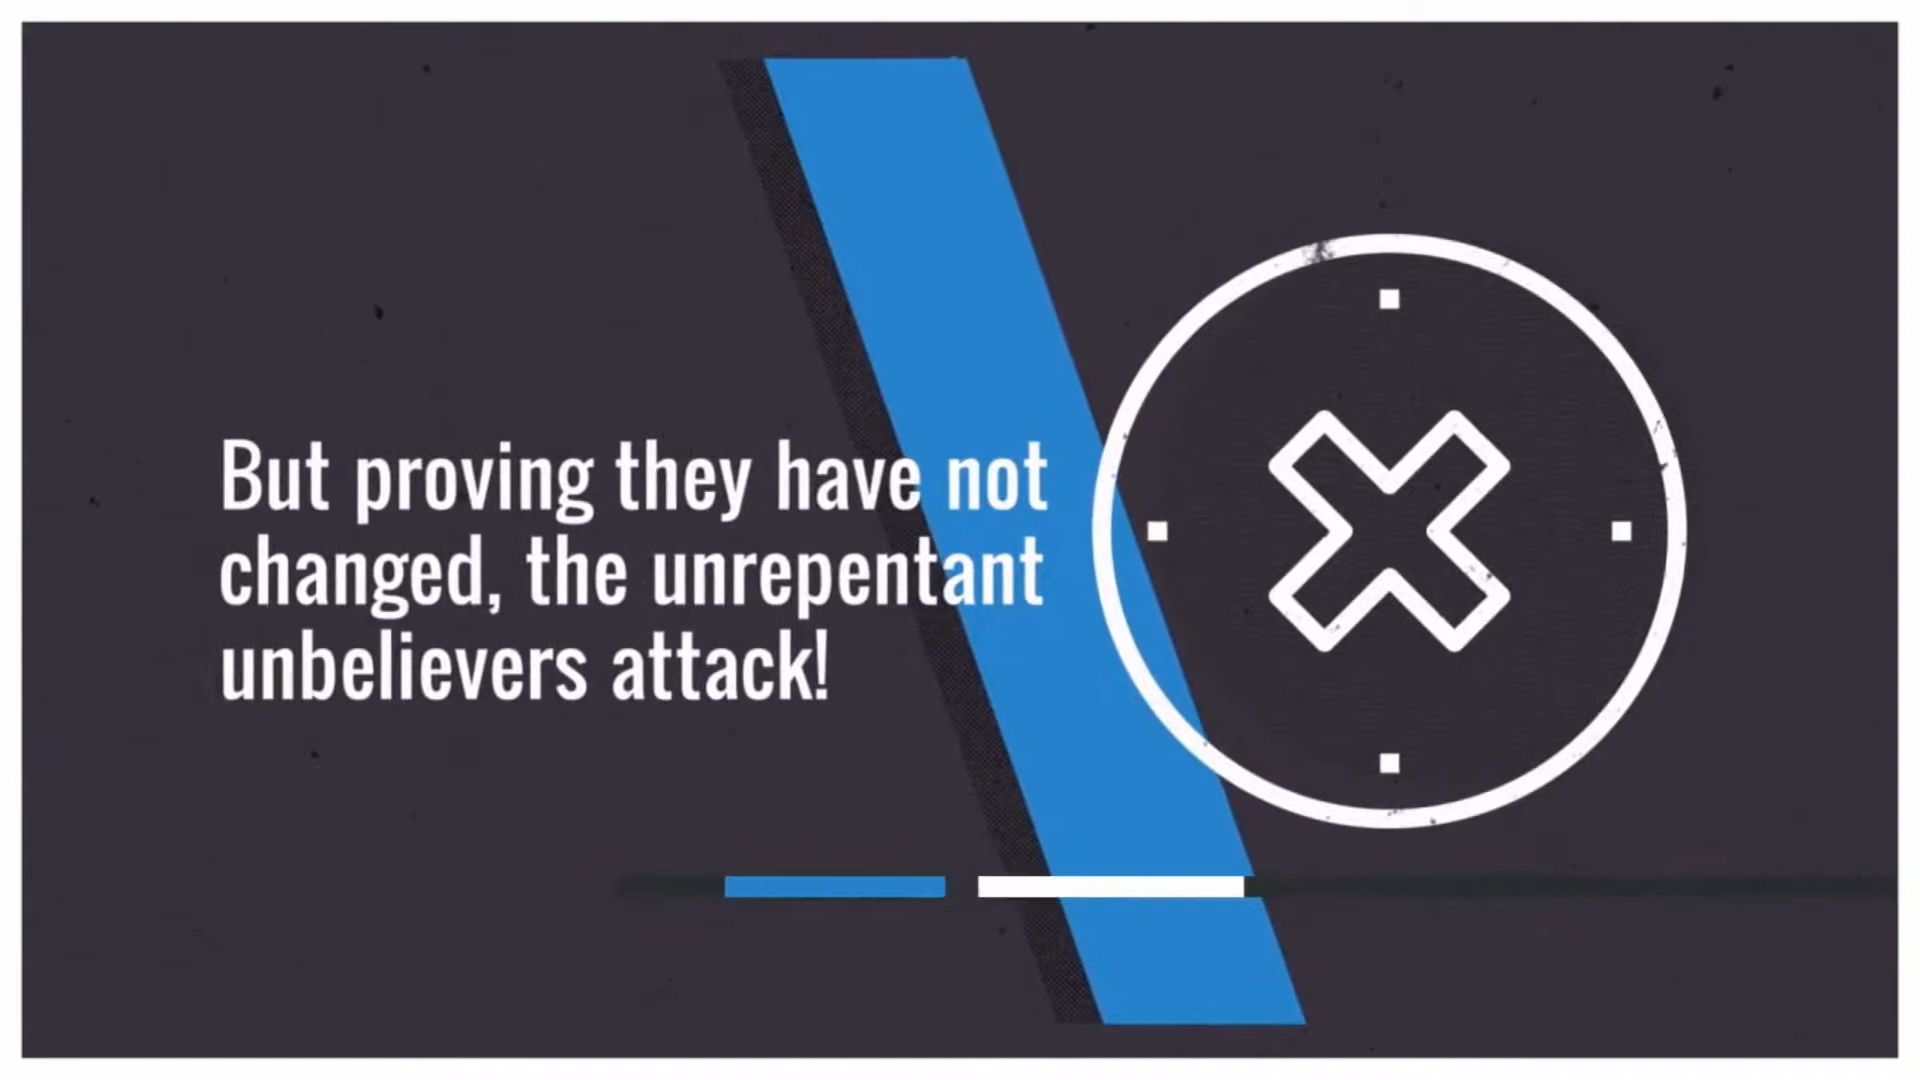 But proving they have not
changed, the unrepentant
unbelievers attack!